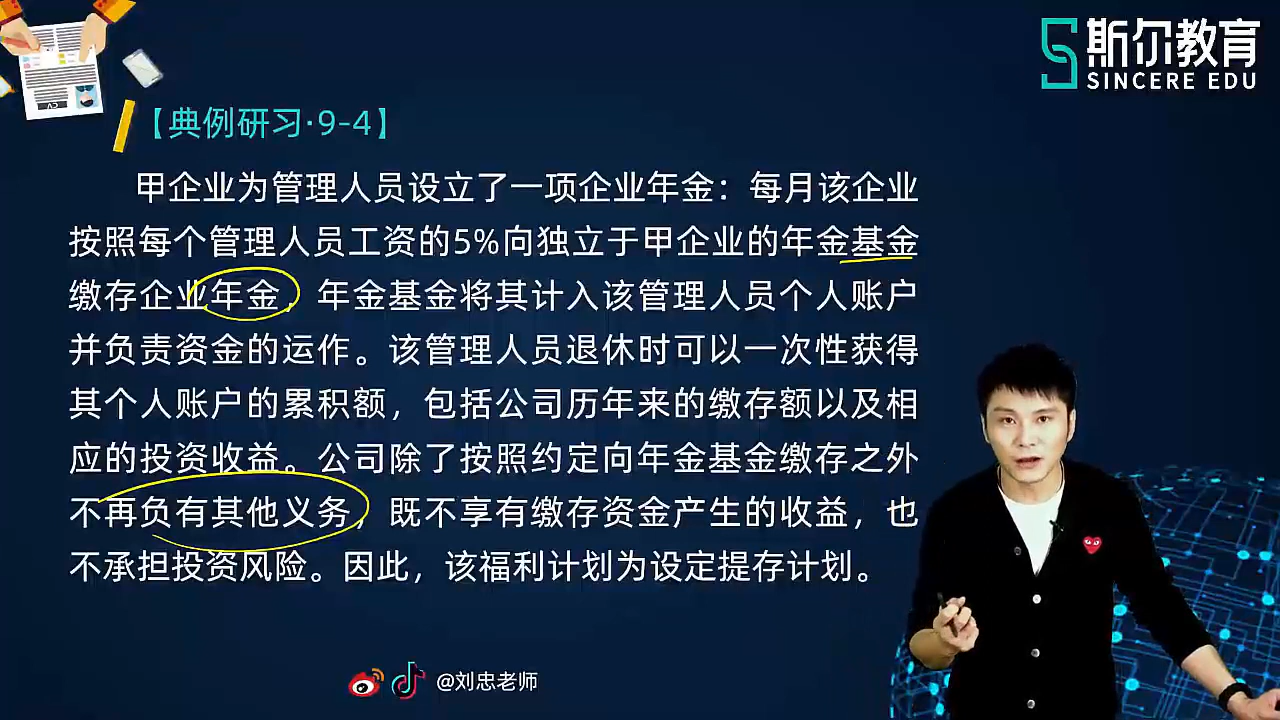 斯尔教育
SINCERE EDU
【典例研习·9-4】
甲企业为管理人员设立了一项企业年金：每月该企业
按照每个管理人员工资的5%向独立于甲企业的年金基金
缴存企业年金，年金基金将其计入该管理人员个人账户
并负责资金的运作。该管理人员退休时可以一次性获得
其个人账户的累积额，包括公司历年来的缴存额以及相
应的投资收益。公司除了按照约定向年金基金缴存之外
不再负有其他义务，既不享有缴存资金产生的收益，也
不承担投资风险。因此，该福利计划为设定提存计划。
@刘忠老师